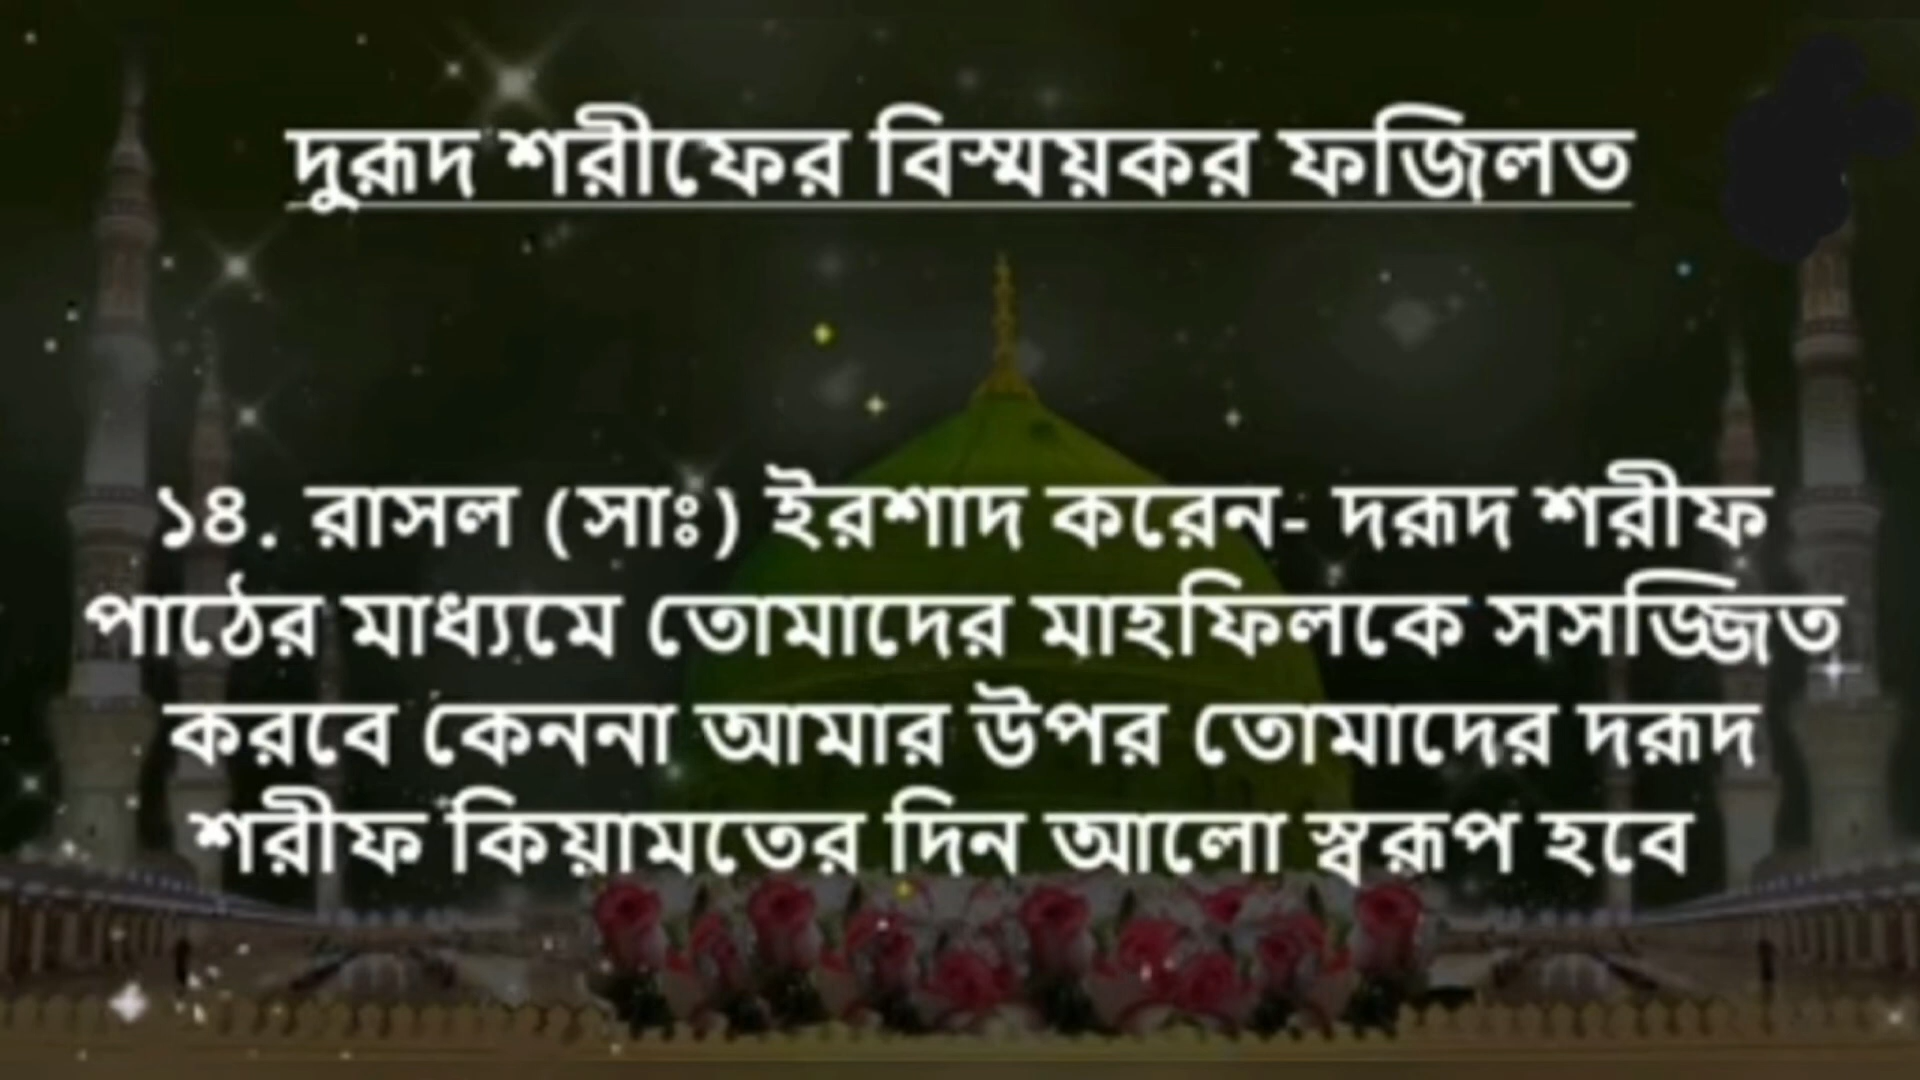 দুরূদ শরীফের বিস্ময়কর ফজিলত
১৪. রাসল (সাঃ) ইরশাদ করেন- দরূদ শরীফ
পাঠের মাধ্যমে তোমাদের মাহফিলকে সসজ্জিত
করবে কেননা আমার উপর তোমাদের দরূদ
শরীফ কিয়ামতের দিন আলো স্বরূপ হবে